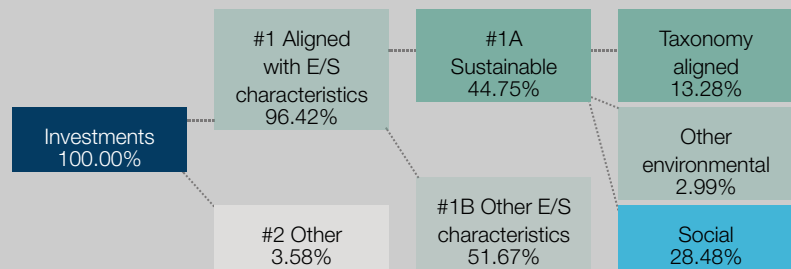 Investments
100.00%
#1 Aligned
with E/S
characteristics
96.42%
#2 Other
3.58%
#1A
Sustainable
44.75%
#1B Other E/S
characteristics
51.67%
Taxonomy
aligned
13.28%
Other
environmental
2.99%
Social
28.48%